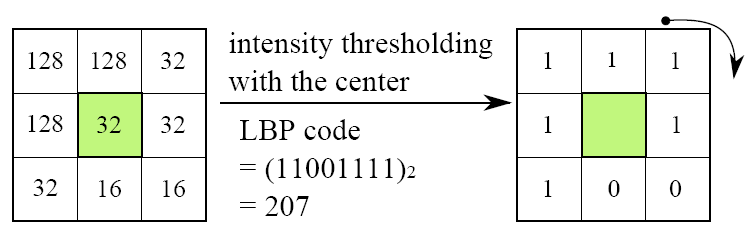 128 128 32
128 32 32
32 16 16
intensity thresholding
with the center
LBP code
= (11001111)₂
= 207
1 1 1
1 1
1 0 0